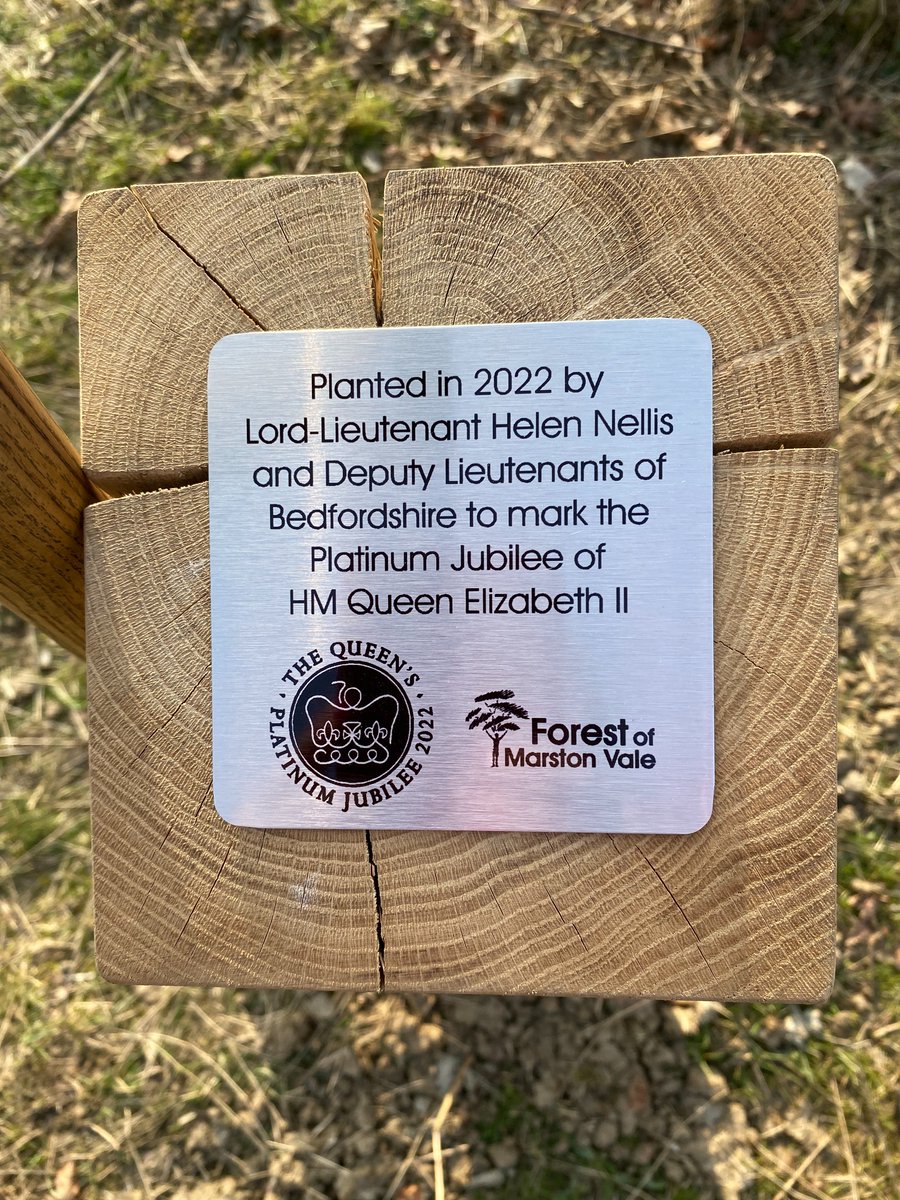 Planted in 2022 by
Lord-Lieutenant Helen Nellis
and Deputy Lieutenants of
Bedfordshire to mark the
Platinum Jubilee of
HM Queen Elizabeth II
· THE QUEEN'S ·
PLATINUM JUBILEE 2022
70
Forest of
Marston Vale